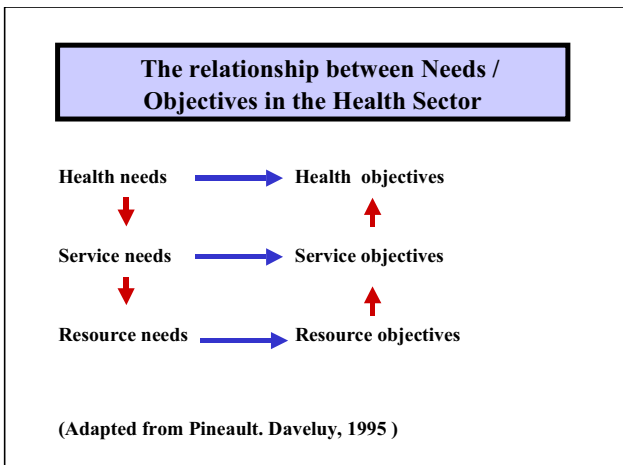 The relationship between Needs /
Objectives in the Health Sector
Health needs Health objectives
Service needs Service objectives
Resource needs Resource objectives
(Adapted from Pineault. Daveluy, 1995 )